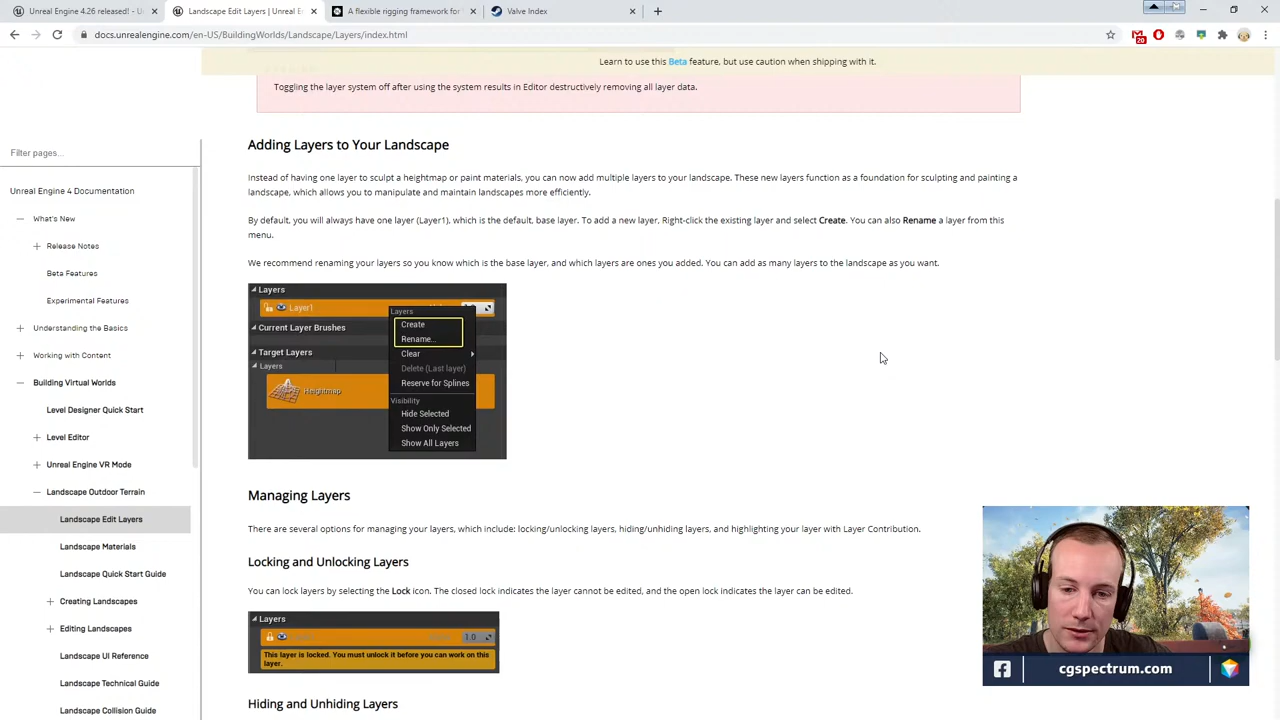 Unreal Engine 4.26 released! - U
Landscape Edit Layers | Unreal E
A flexible rigging framework for
Valve Index
docs.unrealengine.com/en-US/BuildingWorlds/Landscape/Layers/index.html
20
Learn to use this Beta feature, but use caution when shipping with it.
Toggling the layer system off after using the system results in Editor destructively removing all layer data.
Filter pages...
Unreal Engine 4 Documentation
What's New
Release Notes
Beta Features
Experimental Features
Understanding the Basics
Working with Content
Building Virtual Worlds
Level Designer Quick Start
Level Editor
Unreal Engine VR Mode
Landscape Outdoor Terrain
Landscape Edit Layers
Landscape Materials
Landscape Quick Start Guide
Creating Landscapes
Editing Landscapes
Landscape UI Reference
Landscape Technical Guide
Landscape Collision Guide
Adding Layers to Your Landscape
Instead of having one layer to sculpt a heightmap or paint materials, you can now add multiple layers to your landscape. These new layers function as a foundation for sculpting and painting a
landscape, which allows you to manipulate and maintain landscapes more efficiently.
By default, you will always have one layer (Layer1), which is the default, base layer. To add a new layer, Right-click the existing layer and select Create. You can also Rename a layer from this
menu.
We recommend renaming your layers so you know which is the base layer, and which layers are ones you added. You can add as many layers to the landscape as you want.
Layers
Layer1
Current Layer Brushes
Target Layers
Layers
Heightmap
Layers
Create
Rename...
Clear
Delete (Last layer)
Reserve for Splines
Visibility
Hide Selected
Show Only Selected
Show All Layers
Managing Layers
There are several options for managing your layers, which include: locking/unlocking layers, hiding/unhiding layers, and highlighting your layer with Layer Contribution.
Locking and Unlocking Layers
You can lock layers by selecting the Lock icon. The closed lock indicates the layer cannot be edited, and the open lock indicates the layer can be edited.
Layers
1.0
This layer is locked. You must unlock it before you can work on this
layer.
Hiding and Unhiding Layers
cgspectrum.com